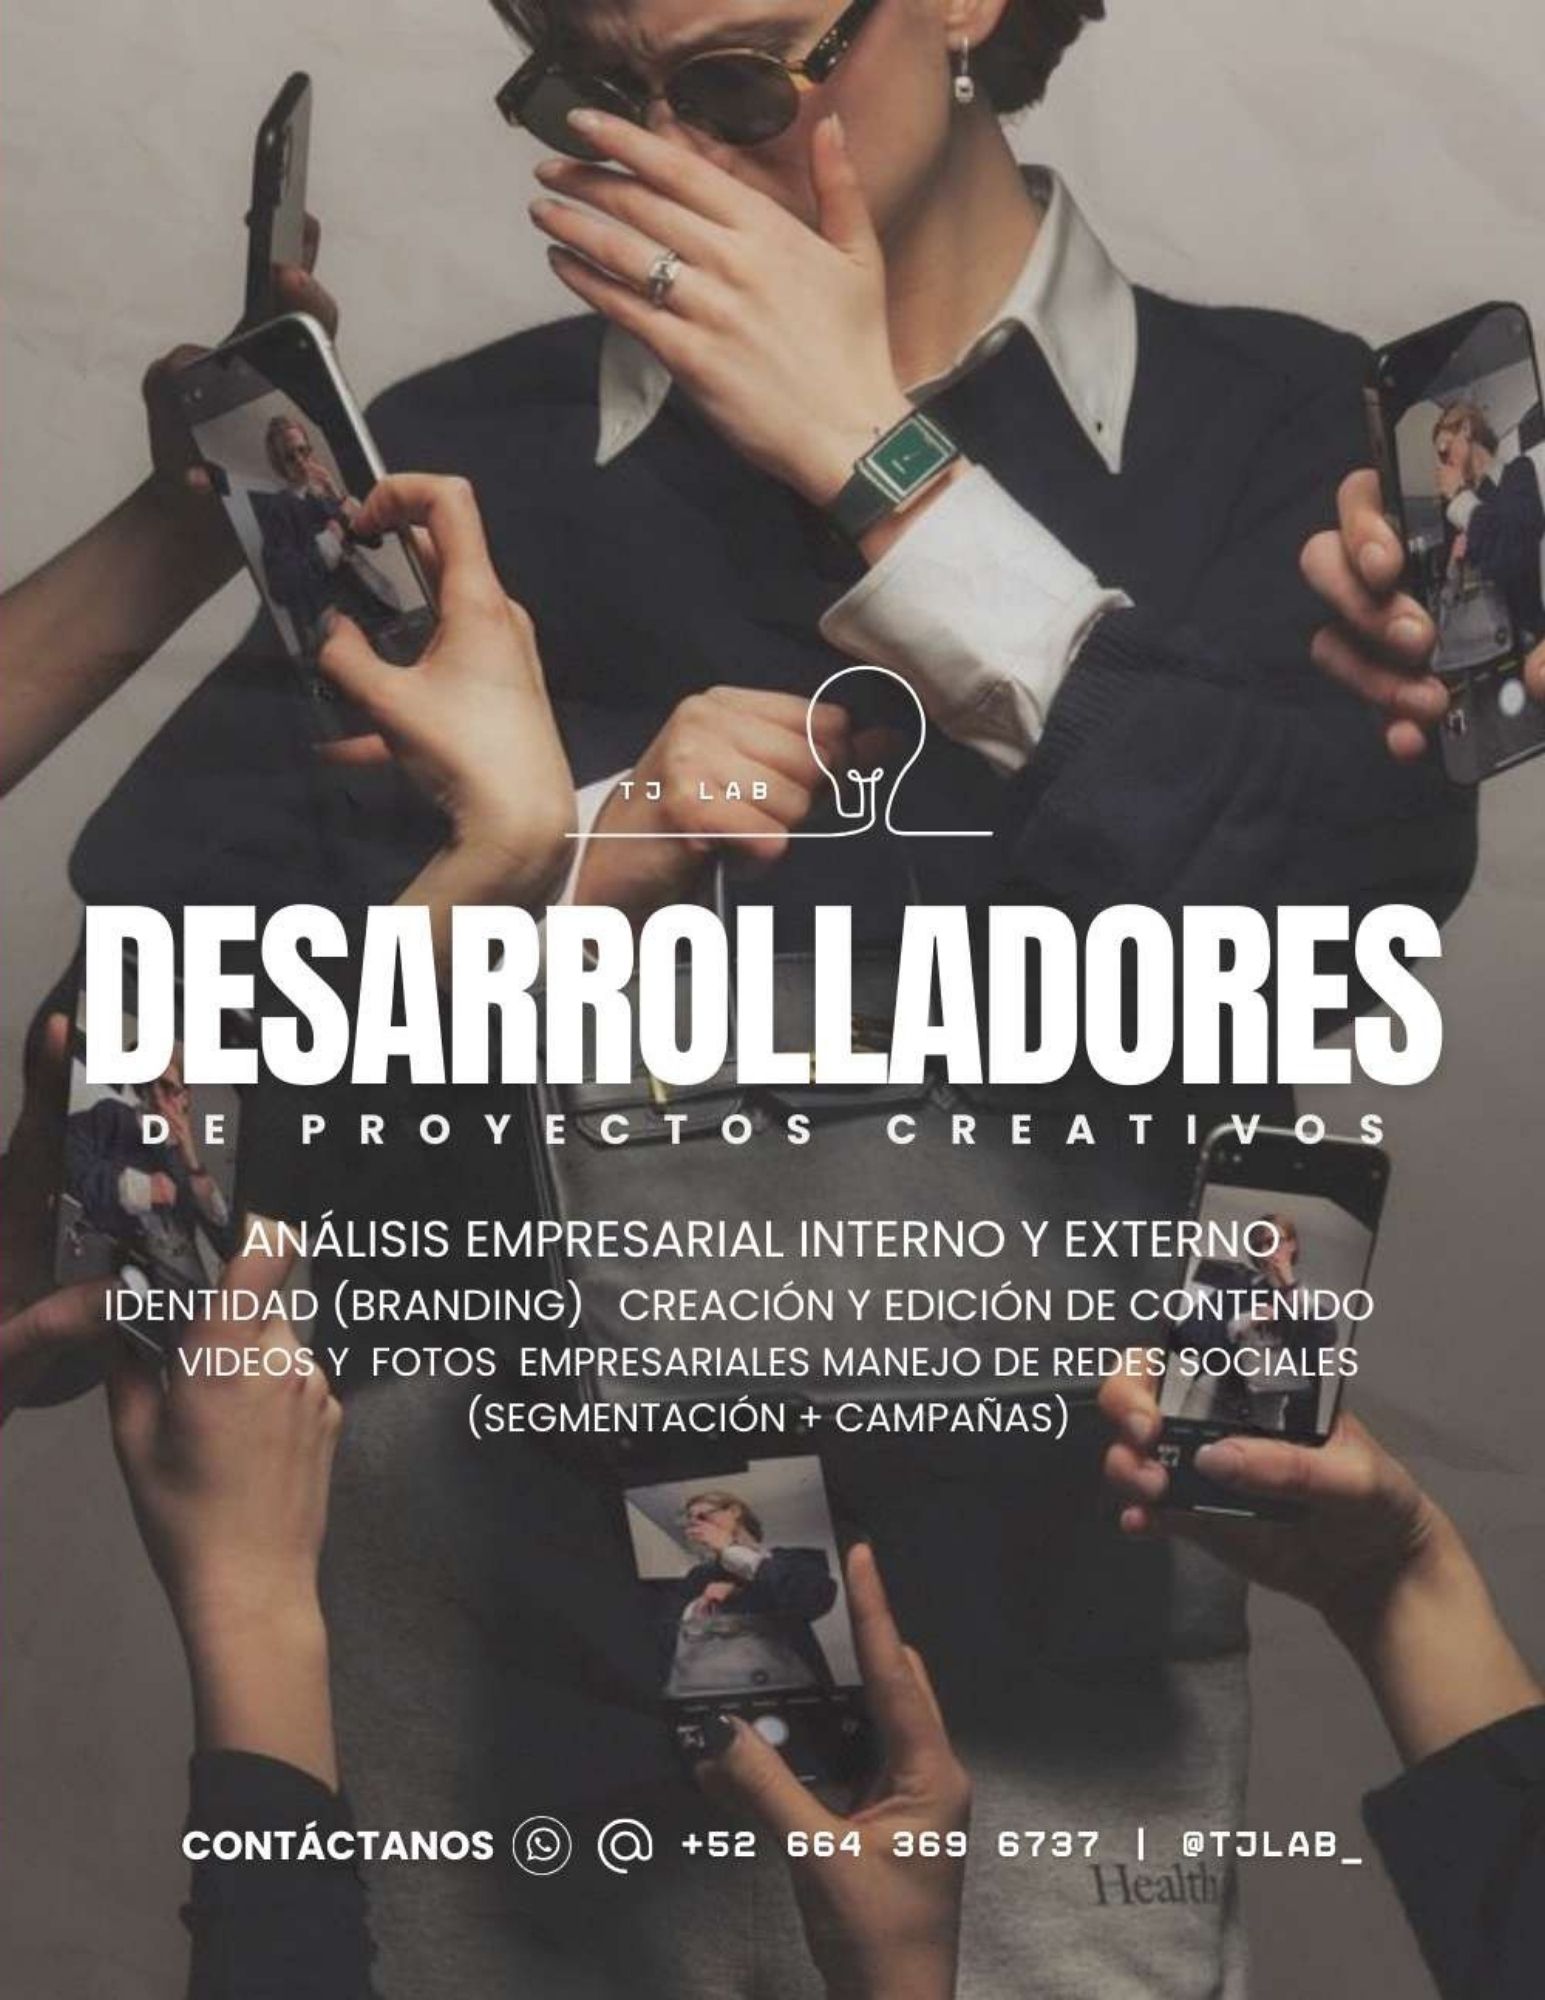 TJ LAB
DESARROLLADORES
DE PROYECTOS CREATIVOS
ANÁLISIS EMPRESARIAL INTERNO Y EXTERNO
IDENTIDAD (BRANDING) CREACIÓN Y EDICIÓN DE CONTENIDO
VIDEOS Y FOTOS EMPRESARIALES MANEJO DE REDES SOCIALES
(SEGMENTACIÓN + CAMPAÑAS)
CONTÁCTANOS @ +52 664 369 6737 | @TJLAB_
Health